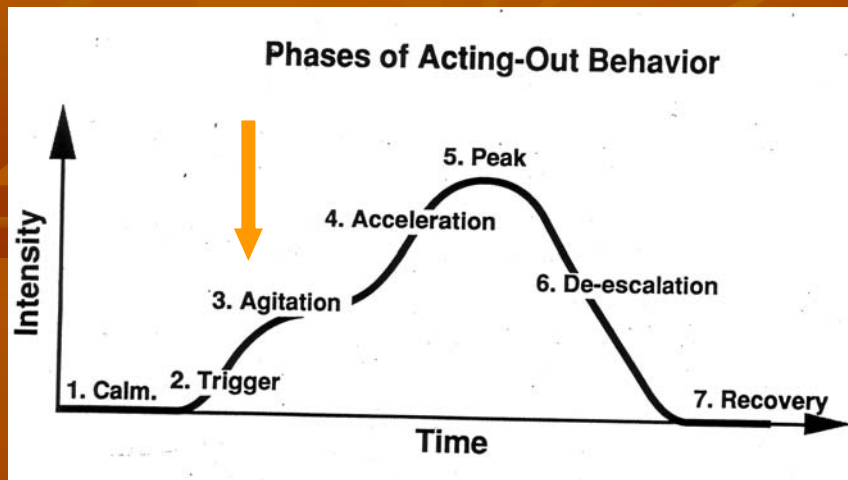 Phases of Acting-Out Behavior
5. Peak
4. Acceleration
3. Agitation
6. De-escalation
1. Calm.
2. Trigger
7. Recovery
Intensity
Time